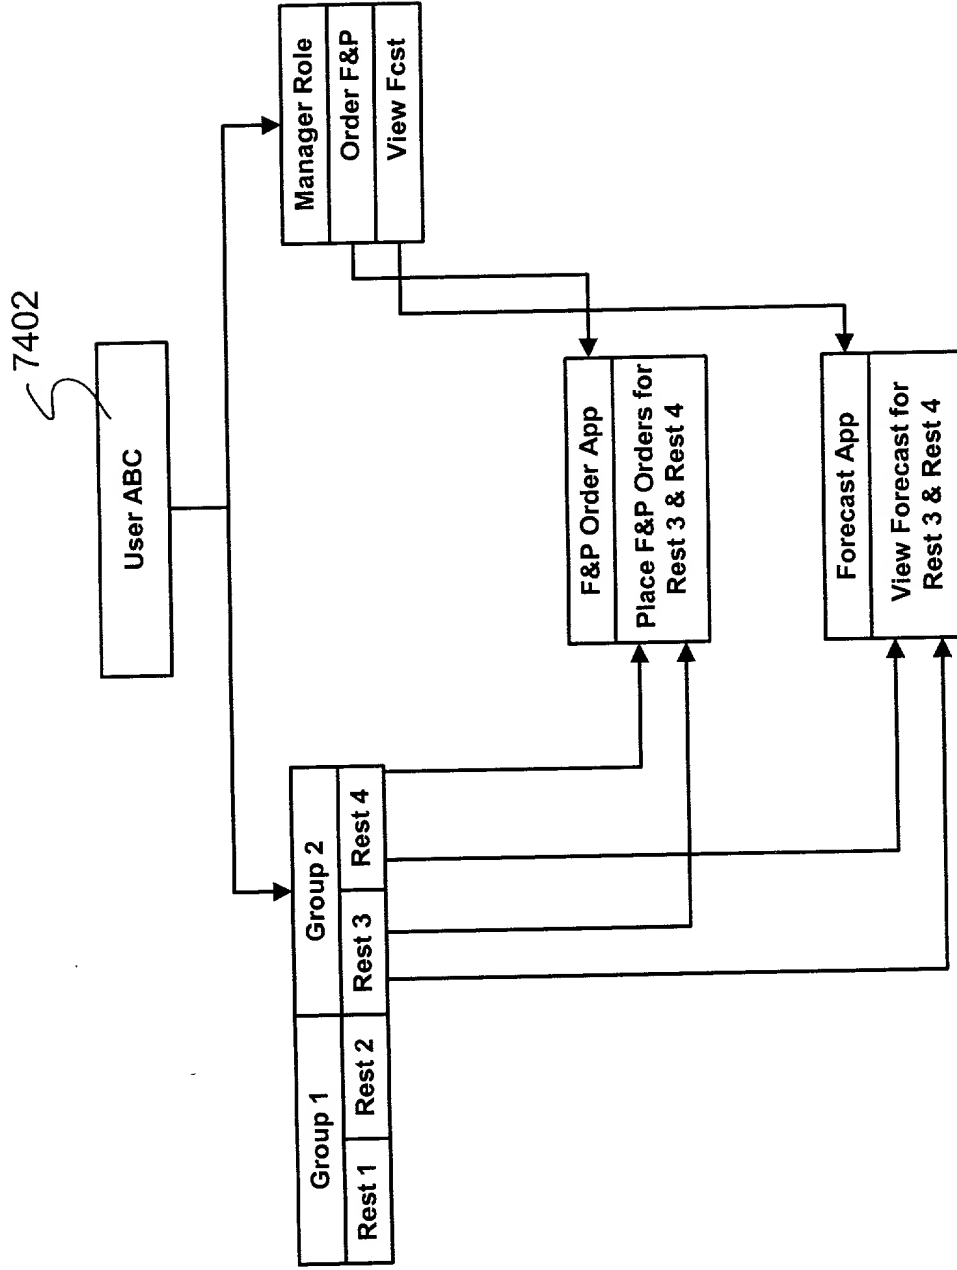 7402
User ABC
Group 1
Group 2
Rest 1
Rest 2
Rest 3
Rest 4
Manager Role
Order F&P
View Fcst
F&P Order App
Place F&P Orders for
Rest 3 & Rest 4
Forecast App
View Forecast for
Rest 3 & Rest 4